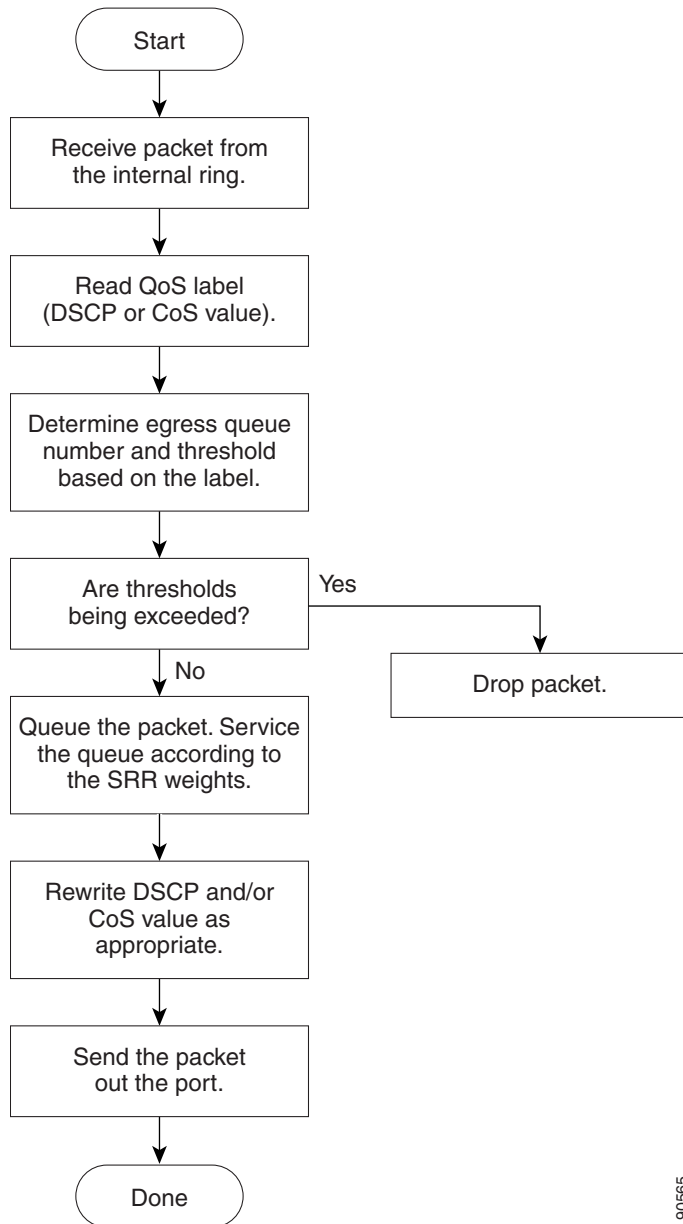 Start
Receive packet from
the internal ring.
Read QoS label
(DSCP or CoS value).
Determine egress queue
number and threshold
based on the label.
Are thresholds
being exceeded?
Yes
Drop packet.
No
Queue the packet. Service
the queue according to
the SRR weights.
Rewrite DSCP and/or
CoS value as
appropriate.
Send the packet
out the port.
Done
90565